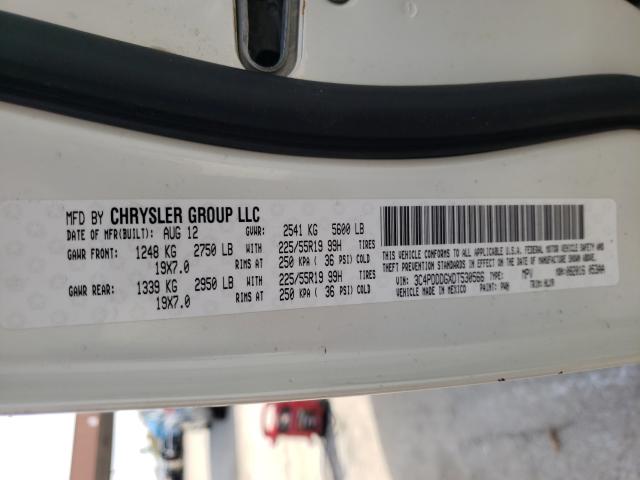 MFD BY CHRYSLER GROUP LLC
DATE OF MFR(BUILT): AUG 12 GVWR: 2541 KG 5600 LB
GAWR FRONT: 1248 KG 2750 LB WITH 225/55R19 99H TIRES
19X7.0 RIMS AT 250 KPA ( 36 PSI) COLD
GAWR REAR: 1339 KG 2950 LB WITH 225/55R19 99H TIRES
19X7.0 RIMS AT 250 KPA ( 36 PSI) COLD
THIS VEHICLE CONFORMS TO ALL APPLICABLE U.S.A. FEDERAL MOTOR VEHICLE SAFETY AND
THEFT PREVENTION STANDARDS IN EFFECT ON THE DATE OF MANUFACTURE SHOWN ABOVE.
VIN: 3C4PDDDGXDT530566 TYPE: MPV
MADE IN MEXICO PAINT: TRIM: